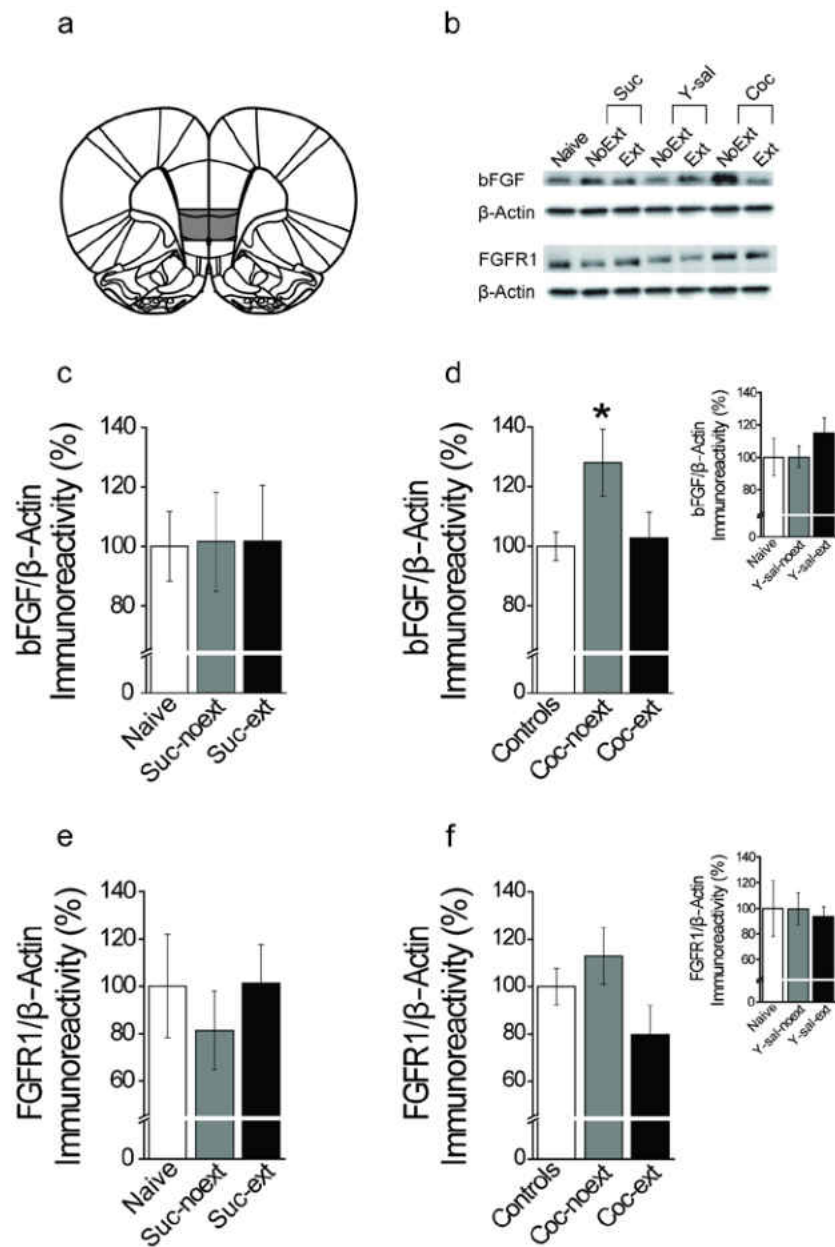 a
b
Suc
Y-sal
Coc
Naive
NoExt
Ext
NoExt
Ext
NoExt
Ext
bFGF
β-Actin
FGFR1
β-Actin
c
bFGF/β-Actin
Immunoreactivity (%)
140
120
100
80
0
Naive
Suc-noext
Suc-ext
d
bFGF/β-Actin
Immunoreactivity (%)
140
120
100
80
0
*
Controls
Coc-noext
Coc-ext
bFGF/β-Actin
Immunoreactivity (%)
140
120
100
80
0
Naive
Y-sal-noext
Y-sal-ext
e
FGFR1/β-Actin
Immunoreactivity (%)
140
120
100
80
60
0
Naive
Suc-noext
Suc-ext
f
FGFR1/β-Actin
Immunoreactivity (%)
140
120
100
80
60
0
Controls
Coc-noext
Coc-ext
FGFR1/β-Actin
Immunoreactivity (%)
140
120
100
80
60
0
Naive
Y-sal-noext
Y-sal-ext